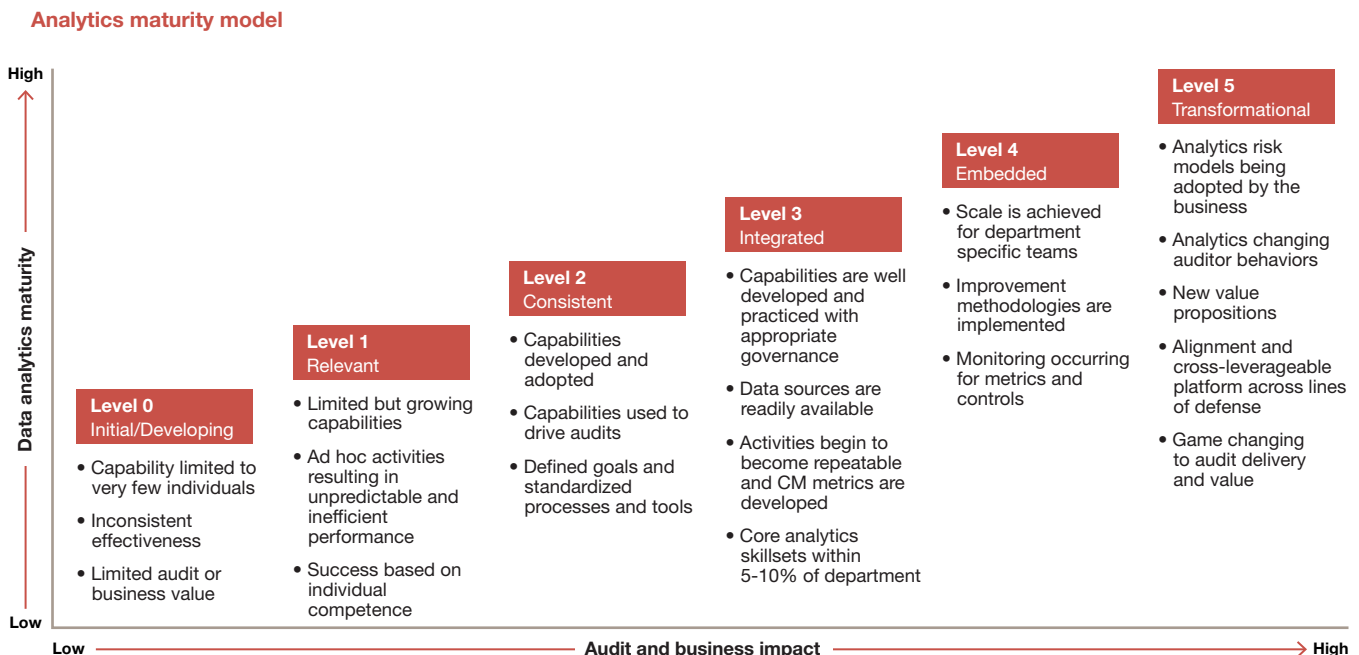 Analytics maturity model
High
Data analytics maturity
Low
Level 0
Initial/Developing
• Capability limited to
very few individuals
• Inconsistent
effectiveness
• Limited audit or
business value
Level 1
Relevant
• Limited but growing
capabilities
• Ad hoc activities
resulting in
unpredictable and
inefficient
performance
• Success based on
individual
competence
Level 2
Consistent
• Capabilities
developed and
adopted
• Capabilities used to
drive audits
• Defined goals and
standardized
processes and tools
Level 3
Integrated
• Capabilities are well
developed and
practiced with
appropriate
governance
• Data sources are
readily available
• Activities begin to
become repeatable
and CM metrics are
developed
• Core analytics
skillsets within
5-10% of department
Level 4
Embedded
• Scale is achieved
for department
specific teams
• Improvement
methodologies are
implemented
• Monitoring occurring
for metrics and
controls
Level 5
Transformational
• Analytics risk
models being
adopted by the
business
• Analytics changing
auditor behaviors
• New value
propositions
• Alignment and
cross-leverageable
platform across lines
of defense
• Game changing
to audit delivery
and value
Low
Audit and business impact
High